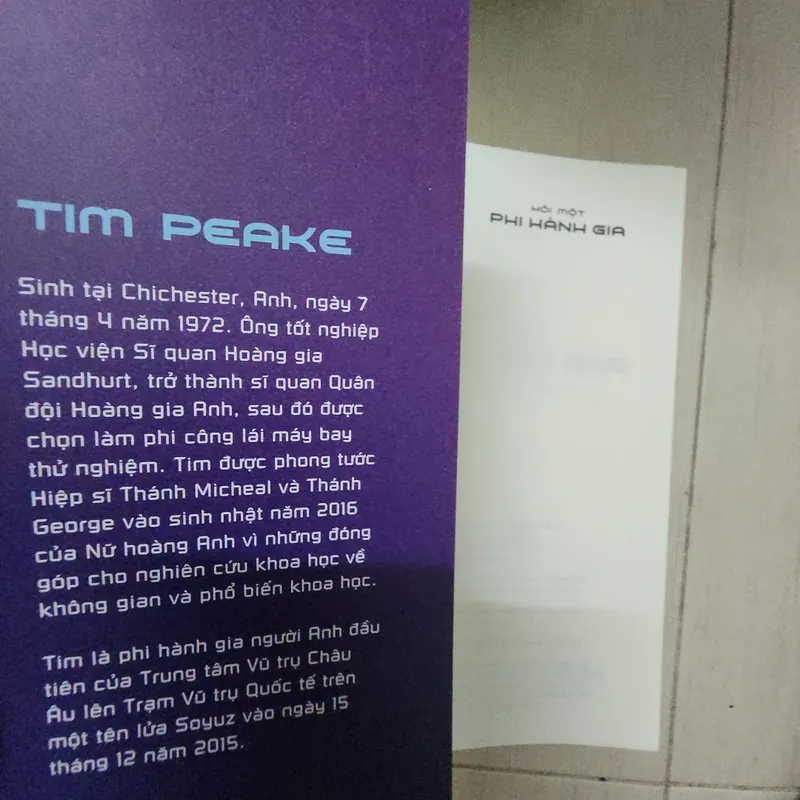 TIM PEAKE
Sinh tại Chichester, Anh, ngày 7
tháng 4 năm 1972. Ông tốt nghiệp
Học viện Sĩ quan Hoàng gia
Sandhurt, trở thành sĩ quan Quân
đội Hoàng gia Anh, sau đó được
chọn làm phi công lái máy bay
thử nghiệm. Tim được phong tước
Hiệp sĩ Thánh Micheal và Thánh
George vào sinh nhật năm 2016
của Nữ hoàng Anh vì những đóng
góp cho nghiên cứu khoa học về
không gian và phổ biến khoa học.
Tim là phi hành gia người Anh đầu
tiên của Trung tâm Vũ trụ Châu
Âu lên Trạm Vũ trụ Quốc tế trên
một tên lửa Soyuz vào ngày 15
tháng 12 năm 2015.
HỎI MỘT
PHI HÀNH GIA